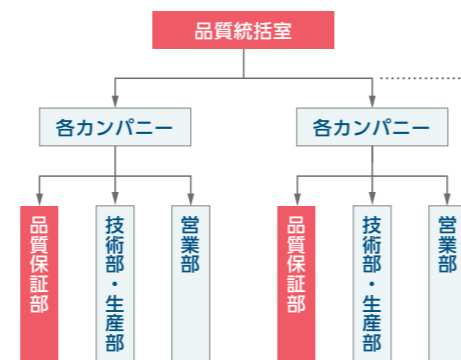 品質統括室
各カンパニー
各カンパニー
品質保証部
技術部・生産部
営業部
品質保証部
技術部・生産部
営業部